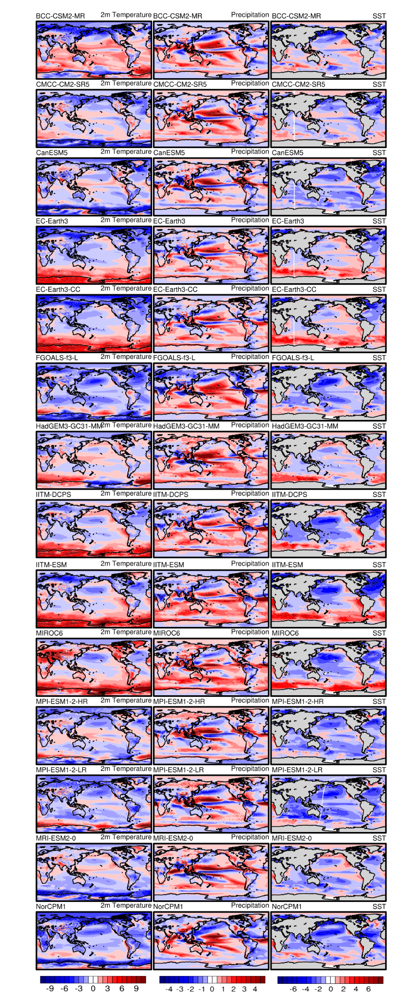 BCC-CSM2-MR 2m Temperature BCC-CSM2-MR Precipitation BCC-CSM2-MR SST
CMCC-CM2-SR5 2m Temperature CMCC-CM2-SR5 Precipitation CMCC-CM2-SR5 SST
CanESM5 2m Temperature CanESM5 Precipitation CanESM5 SST
EC-Earth3 2m Temperature EC-Earth3 Precipitation EC-Earth3 SST
EC-Earth3-CC 2m Temperature EC-Earth3-CC Precipitation EC-Earth3-CC SST
FGOALS-f3-L 2m Temperature FGOALS-f3-L Precipitation FGOALS-f3-L SST
HadGEM3-GC31-MM 2m Temperature HadGEM3-GC31-MM Precipitation HadGEM3-GC31-MM SST
IITM-DCPS 2m Temperature IITM-DCPS Precipitation IITM-DCPS SST
IITM-ESM 2m Temperature IITM-ESM Precipitation IITM-ESM SST
MIROC6 2m Temperature MIROC6 Precipitation MIROC6 SST
MPI-ESM1-2-HR 2m Temperature MPI-ESM1-2-HR Precipitation MPI-ESM1-2-HR SST
MPI-ESM1-2-LR 2m Temperature MPI-ESM1-2-LR Precipitation MPI-ESM1-2-LR SST
MRI-ESM2-0 2m Temperature MRI-ESM2-0 Precipitation MRI-ESM2-0 SST
NorCPM1 2m Temperature NorCPM1 Precipitation NorCPM1 SST
-9 -6 -3 0 3 6 9 -4 -3 -2 -1 0 1 2 3 4 -6 -4 -2 0 2 4 6